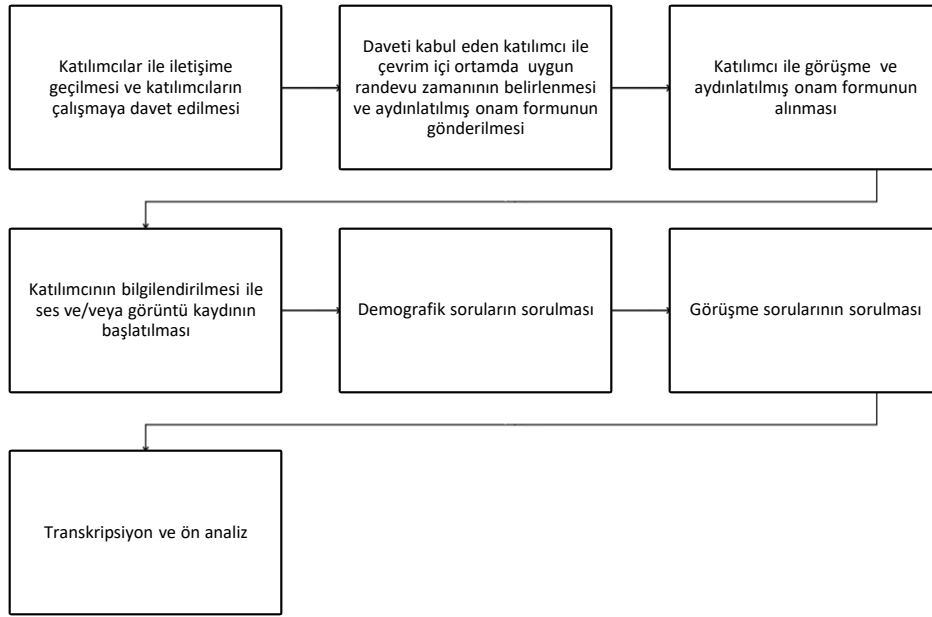 Katılımcılar ile iletişime
geçilmesi ve katılımcıların
çalışmaya davet edilmesi
Daveti kabul eden katılımcı ile
çevrim içi ortamda uygun
randevu zamanının belirlenmesi
ve aydınlatılmış onam formunun
gönderilmesi
Katılımcı ile görüşme ve
aydınlatılmış onam formunun
alınması
Katılımcının bilgilendirilmesi ile
ses ve/veya görüntü kaydının
başlatılması
Demografik soruların sorulması
Görüşme sorularının sorulması
Transkripsiyon ve ön analiz